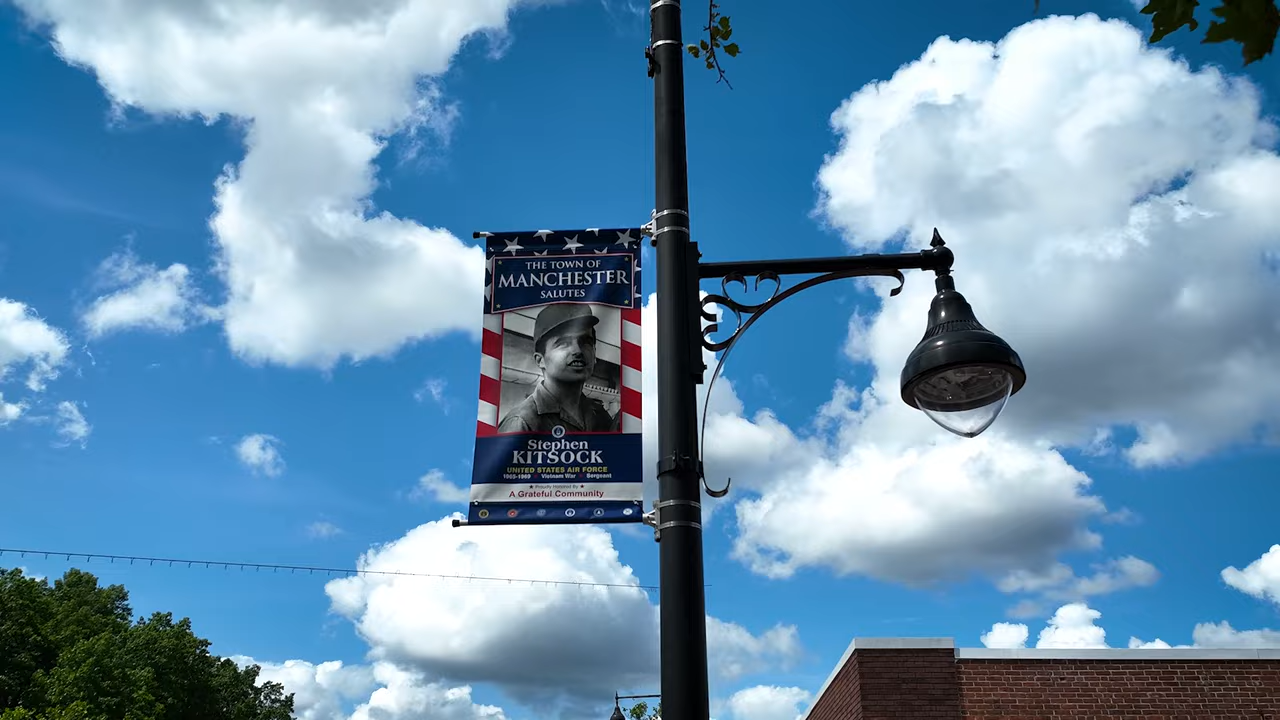 THE TOWN OF
MANCHESTER
SALUTES
Stephen
KITSOCK
UNITED STATES AIR FORCE
1965-1969 Vietnam War Sergeant
Proudly Honored By
A Grateful Community